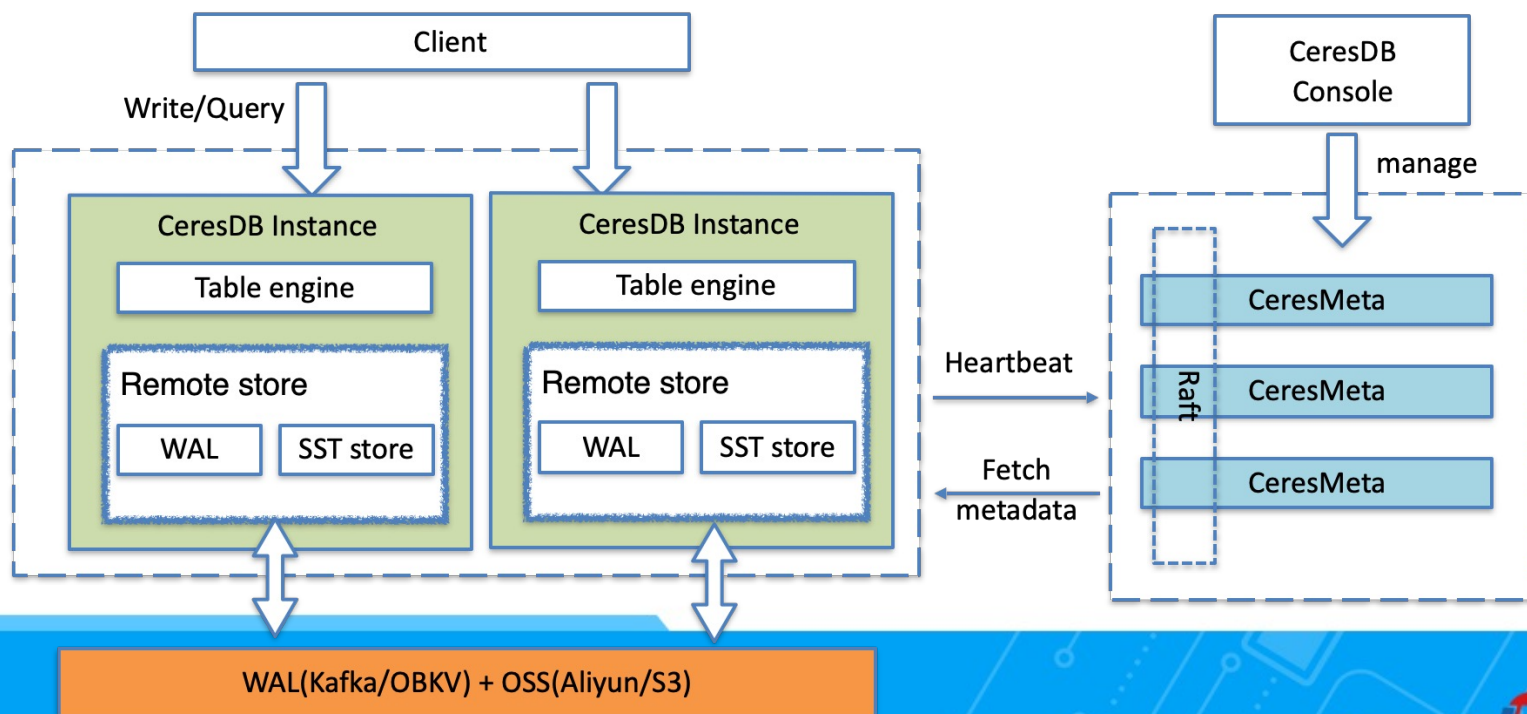 Client
Write/Query
CeresDB Instance
Table engine
Remote store
WAL
SST store
CeresDB Instance
Table engine
Remote store
WAL
SST store
WAL(Kafka/OBKV) + OSS(Aliyun/S3)
Heartbeat
Fetch
metadata
CeresDB
Console
manage
CeresMeta
CeresMeta
CeresMeta
Raft